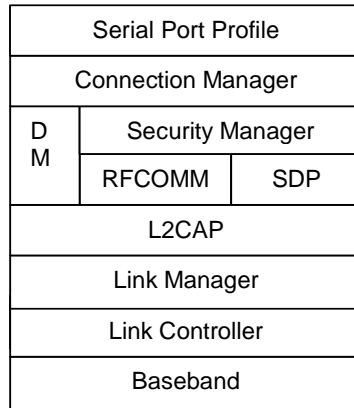 Serial Port Profile
Connection Manager
D
M
Security Manager
RFCOMM
SDP
L2CAP
Link Manager
Link Controller
Baseband